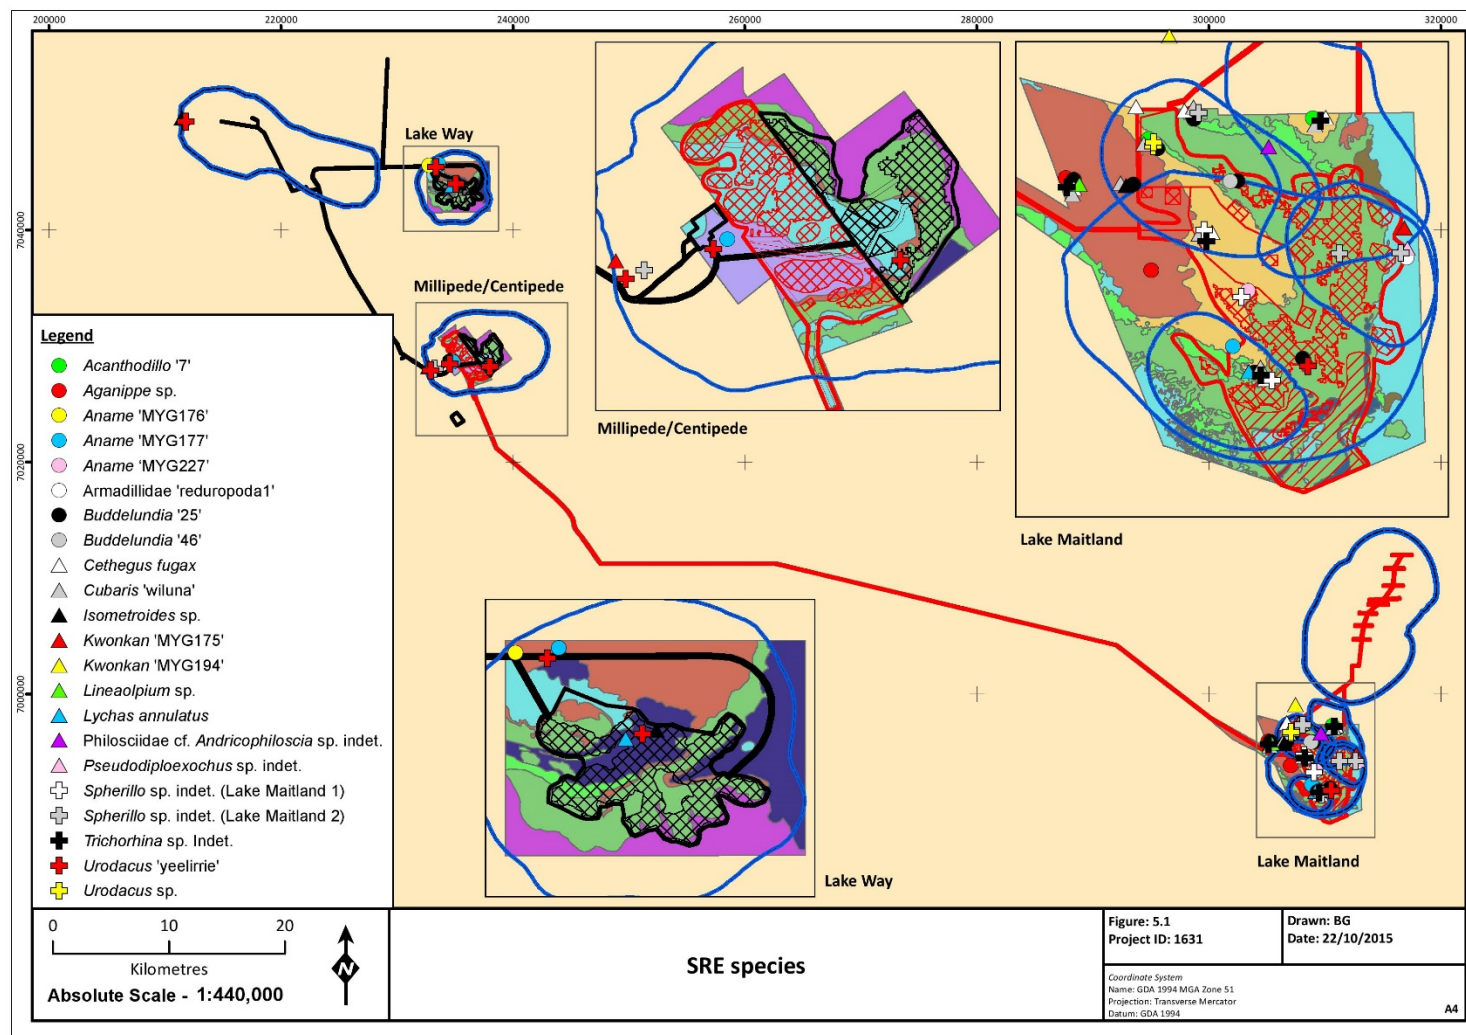 200000
220000
240000
260000
280000
300000
320000
7040000
7020000
7000000
Lake Way
Millipede/Centipede
Millipede/Centipede
Lake Maitland
Lake Way
Lake Maitland
Legend
Acanthodillo '7'
Aganippe sp.
Aname 'MYG176'
Aname 'MYG177'
Aname 'MYG227'
Armadillidae 'reduropoda1'
Buddelundia '25'
Buddelundia '46'
Cethegus fugax
Cubaris 'wiluna'
Isometroides sp.
Kwonkan 'MYG175'
Kwonkan 'MYG194'
Lineaolpium sp.
Lychas annulatus
Philosciidae cf. Andricophiloscia sp. indet.
Pseudodiploexochus sp. indet.
Spherillo sp. indet. (Lake Maitland 1)
Spherillo sp. indet. (Lake Maitland 2)
Trichorhina sp. Indet.
Urodacus 'yeelirrie'
Urodacus sp.
0 10 20
Kilometres
Absolute Scale - 1:440,000
N
SRE species
Figure: 5.1
Project ID: 1631
Drawn: BG
Date: 22/10/2015
Coordinate System
Name: GDA 1994 MGA Zone 51
Projection: Transverse Mercator
Datum: GDA 1994
A4